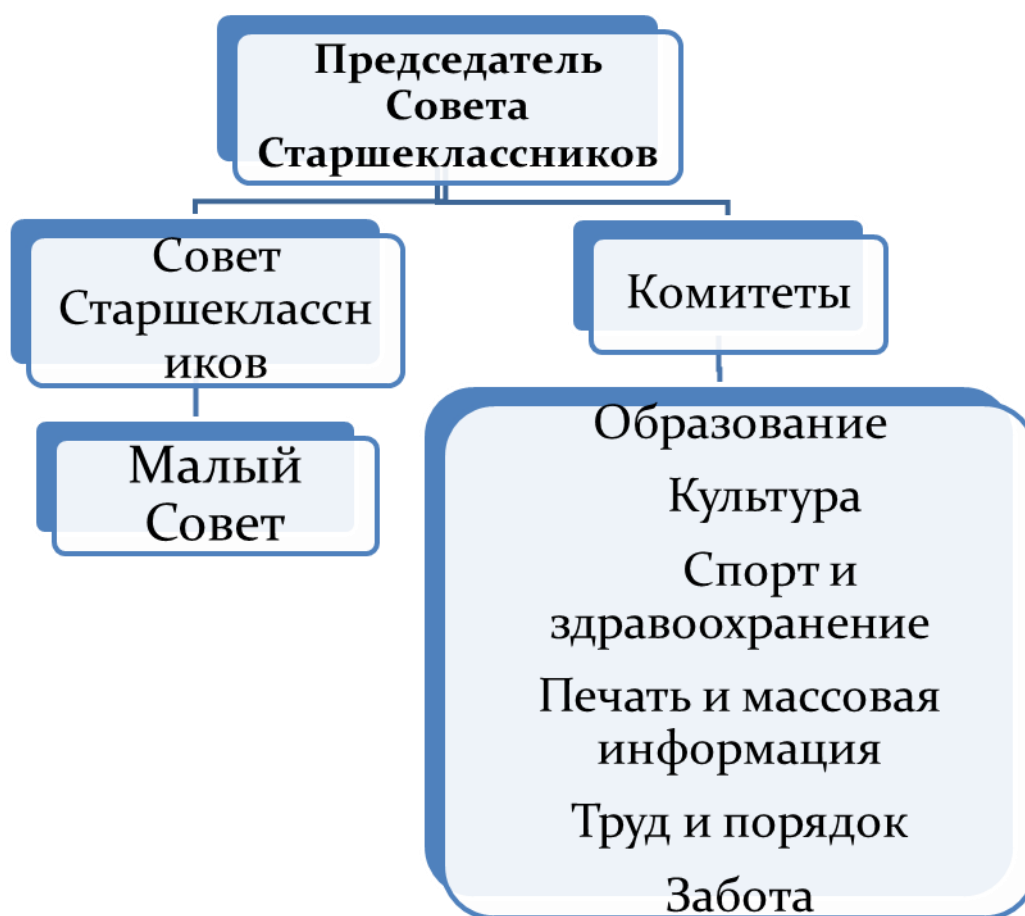 Председатель
Совета
Старшеклассников
Совет
Старшеклассн
иков
Комитеты
Малый
Совет
Образование
Культура
Спорт и
здравоохранение
Печать и массовая
информация
Труд и порядок
Забота